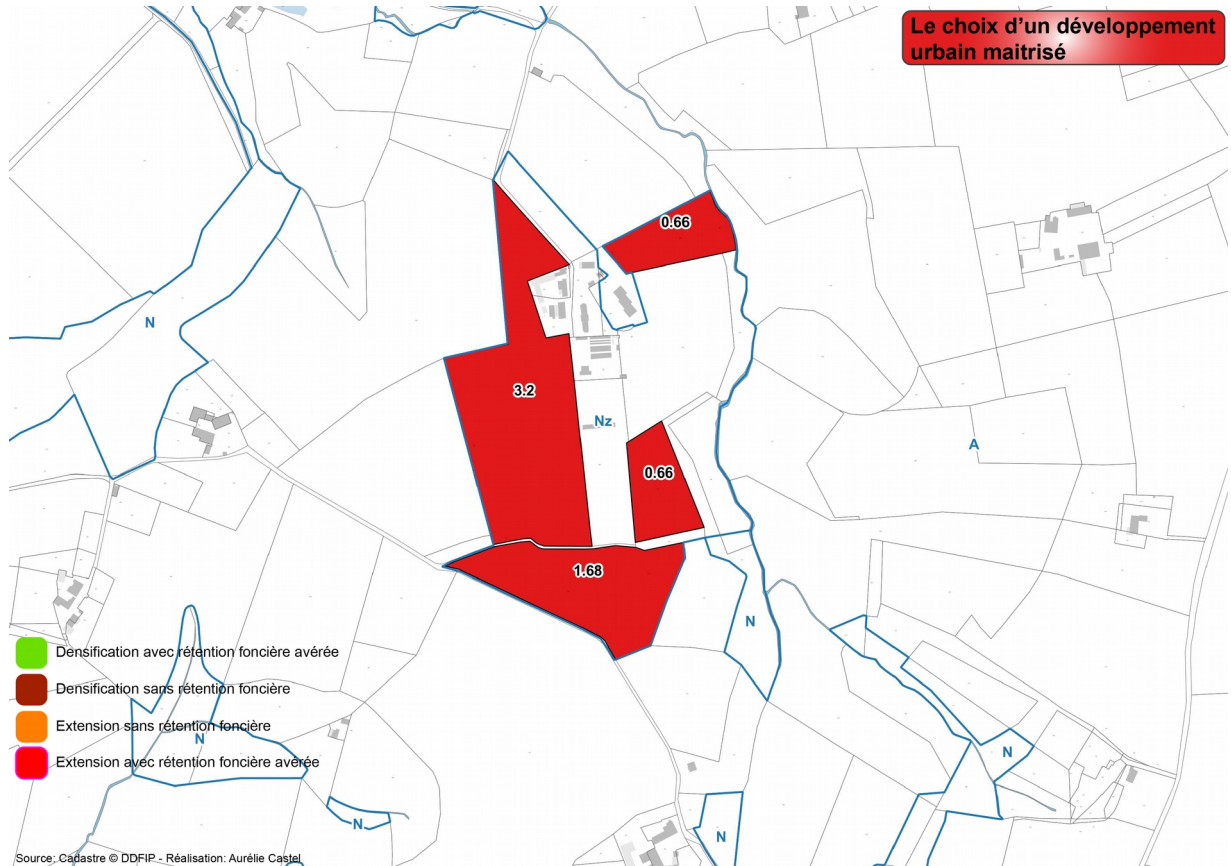 Le choix d'un développement
urbain maitrisé
0.66
3.2
N
Nz
A
0.66
1.68
N
Densification avec rétention foncière avérée
Densification sans rétention foncière
Extension sans rétention foncière
N
Extension avec rétention foncière avérée
N
N
N
Source: Cadastre © DDFIP - Réalisation: Aurélie Castel